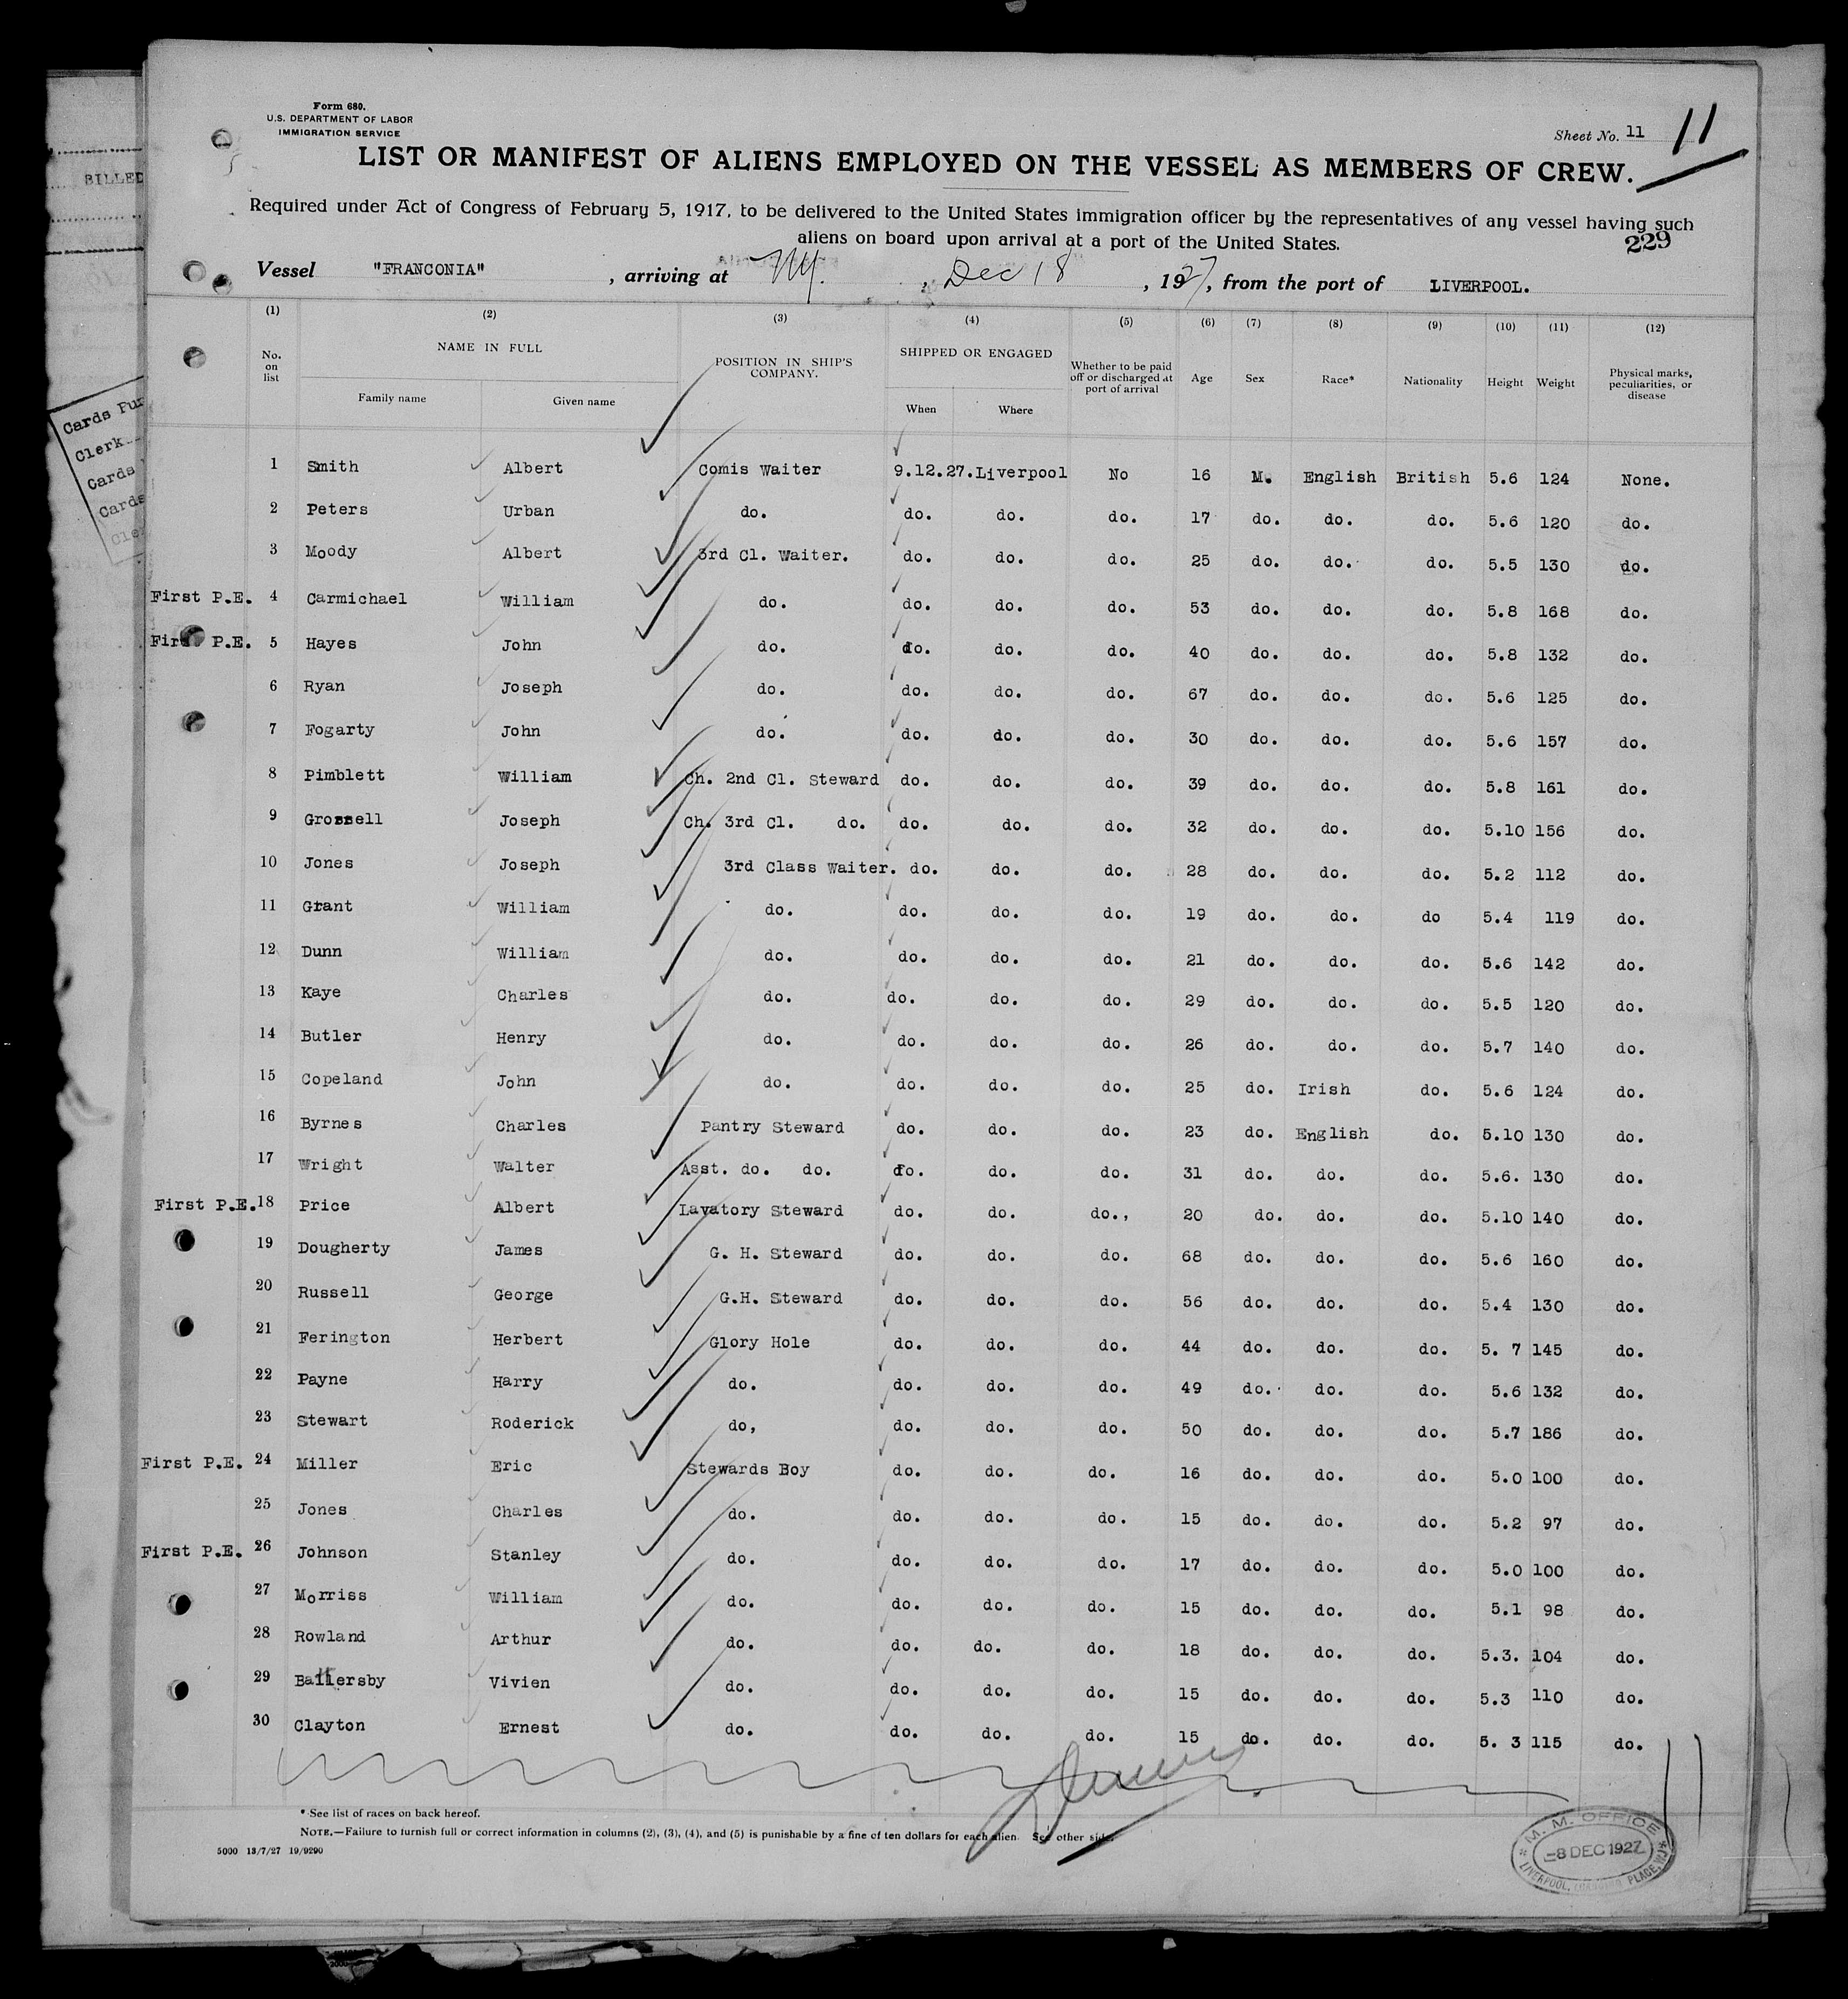 BILLED
Cards Fur
Clerk
Cards
Cards
Cler
Form 680.
U.S. DEPARTMENT OF LABOR
IMMIGRATION SERVICE
Sheet No. 11 11
LIST OR MANIFEST OF ALIENS EMPLOYED ON THE VESSEL AS MEMBERS OF CREW.
Required under Act of Congress of February 5, 1917, to be delivered to the United States immigration officer by the representatives of any vessel having such
aliens on board upon arrival at a port of the United States.
229
Vessel "FRANCONIA" , arriving at N.Y. , Dec 18 , 1927, from the port of LIVERPOOL.
(1) (2) (3) (4) (5) (6) (7) (8) (9) (10) (11) (12)
No. on list NAME IN FULL POSITION IN SHIP'S COMPANY. SHIPPED OR ENGAGED Whether to be paid off or discharged at port of arrival Age Sex Race* Nationality Height Weight Physical marks, peculiarities, or disease
Family name Given name When Where
1 Smith Albert Comis Waiter 9.12.27. Liverpool No 16 M. English British 5.6 124 None.
2 Peters Urban do. do. do. do. 17 do. do. do. 5.6 120 do.
3 Moody Albert 3rd Cl. Waiter. do. do. do. 25 do. do. do. 5.5 130 do.
First P.E. 4 Carmichael William do. do. do. do. 53 do. do. do. 5.8 168 do.
First P.E. 5 Hayes John do. do. do. do. 40 do. do. do. 5.8 132 do.
6 Ryan Joseph do. do. do. do. 67 do. do. do. 5.6 125 do.
7 Fogarty John do. do. do. do. 30 do. do. do. 5.6 157 do.
8 Pimblett William Ch. 2nd Cl. Steward do. do. do. 39 do. do. do. 5.8 161 do.
9 Grossell Joseph Ch. 3rd Cl. do. do. do. do. 32 do. do. do. 5.10 156 do.
10 Jones Joseph 3rd Class Waiter. do. do. do. 28 do. do. do. 5.2 112 do.
11 Grant William do. do. do. do. 19 do. do. do 5.4 119 do.
12 Dunn William do. do. do. do. 21 do. do. do. 5.6 142 do.
13 Kaye Charles do. do. do. do. 29 do. do. do. 5.5 120 do.
14 Butler Henry do. do. do. do. 26 do. do. do. 5.7 140 do.
15 Copeland John do. do. do. do. 25 do. Irish do. 5.6 124 do.
16 Byrnes Charles Pantry Steward do. do. do. 23 do. English do. 5.10 130 do.
17 Wright Walter Asst. do. do. do. do. do. 31 do. do. do. 5.6. 130 do.
First P.E. 18 Price Albert Lavatory Steward do. do. do., 20 do. do. do. 5.10 140 do.
19 Dougherty James G. H. Steward do. do. do. 68 do. do. do. 5.6 160 do.
20 Russell George G.H. Steward do. do. do. 56 do. do. do. 5.4 130 do.
21 Ferington Herbert Glory Hole do. do. do. 44 do. do. do. 5. 7 145 do.
22 Payne Harry do. do. do. do. 49 do. do. do. 5.6 132 do.
23 Stewart Roderick do, do. do. do. 50 do. do. do. 5.7 186 do.
First P.E. 24 Miller Eric Stewards Boy do. do. do. 16 do. do. do. 5.0 100 do.
25 Jones Charles do. do. do. do. 15 do. do. do. 5.2 97 do.
First P.E. 26 Johnson Stanley do. do. do. do. 17 do. do. do. 5.0 100 do.
27 Morriss William do. do. do. do. 15 do. do. do. 5.1 98 do.
28 Rowland Arthur do. do. do. do. 18 do. do. do. 5.3. 104 do.
29 Battersby Vivien do. do. do. do. 15 do. do. do. 5.3 110 do.
30 Clayton Ernest do. do. do. do. 15 do. do. do. 5. 3 115 do.
* See list of races on back hereof.
NOTE.—Failure to furnish full or correct information in columns (2), (3), (4), and (5) is punishable by a fine of ten dollars for each alien. See other side.
5000 13/7/27 19/9290
M. M. OFFICE
-8 DEC 1927
LIVERPOOL, PLACE, W.1